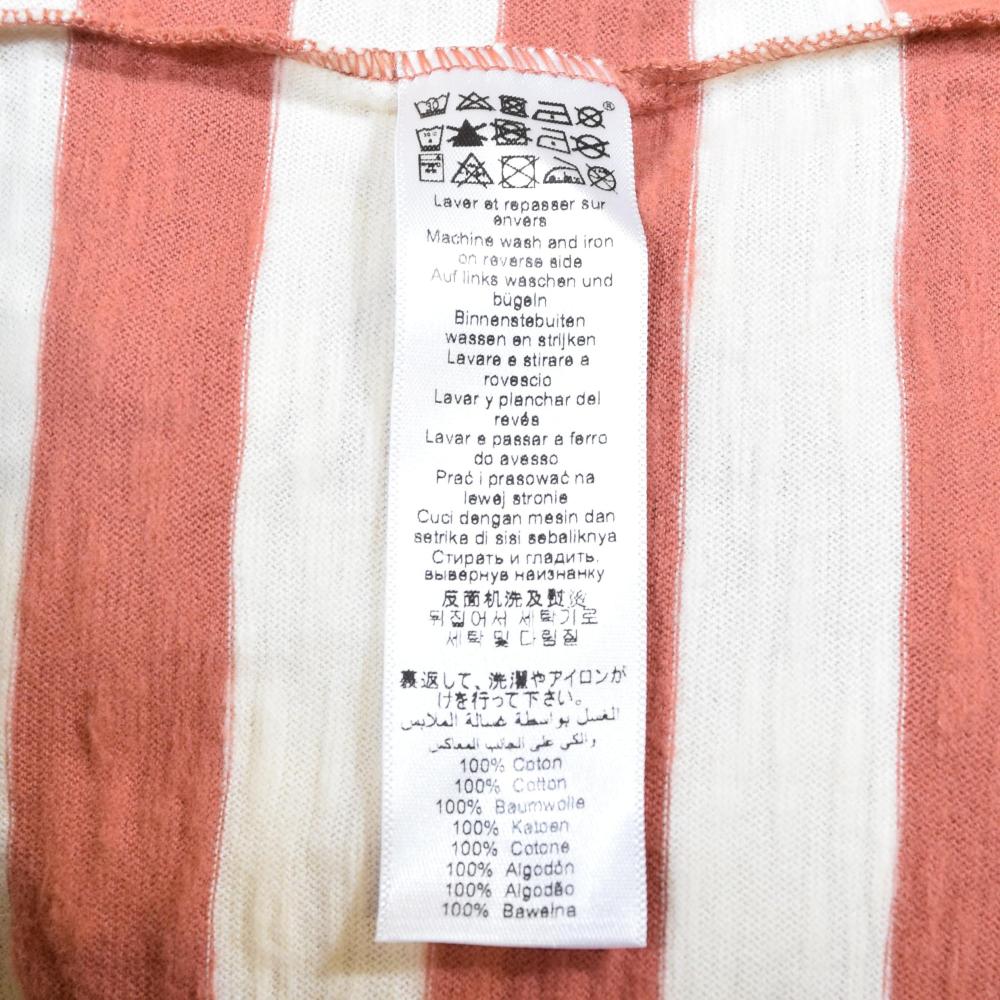 30
Laver et repasser sur
envers
Machine wash and iron
on reverse side
Auf links waschen und
bügeln
Binnenstebuiten
wassen en strijken
Lavare e stirare a
rovescio
Lavar y planchar del
revés
Lavar e passar a ferro
do avesso
Prać i prasować na
lewej stronie
Cuci dengan mesin dan
setrika di sisi sebaliknya
Стирать и гладить,
вывернув наизнанку
反面机洗及熨烫
뒤집어서 세탁기로
세탁 및 다림질
裏返して、洗濯やアイロンが
けを行って下さい。
الغسل بواسطة غسالة الملابس
والكي على الجانب المعاكس
100% Coton
100% Cotton
100% Baumwolle
100% Katoen
100% Cotone
100% Algodón
100% Algodão
100% Bawełna